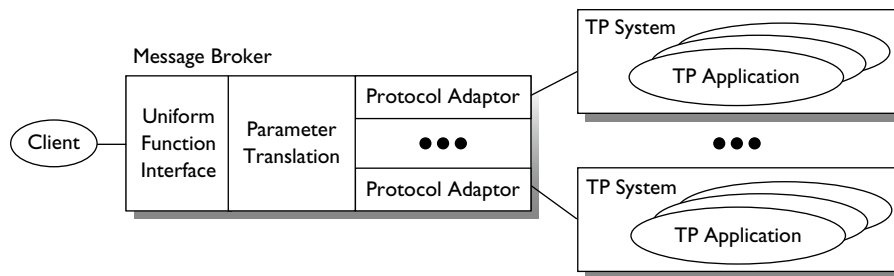 TP System
TP Application
Message Broker
Protocol Adaptor
Client
Uniform
Function
Interface
Parameter
Translation
Protocol Adaptor
TP System
TP Application